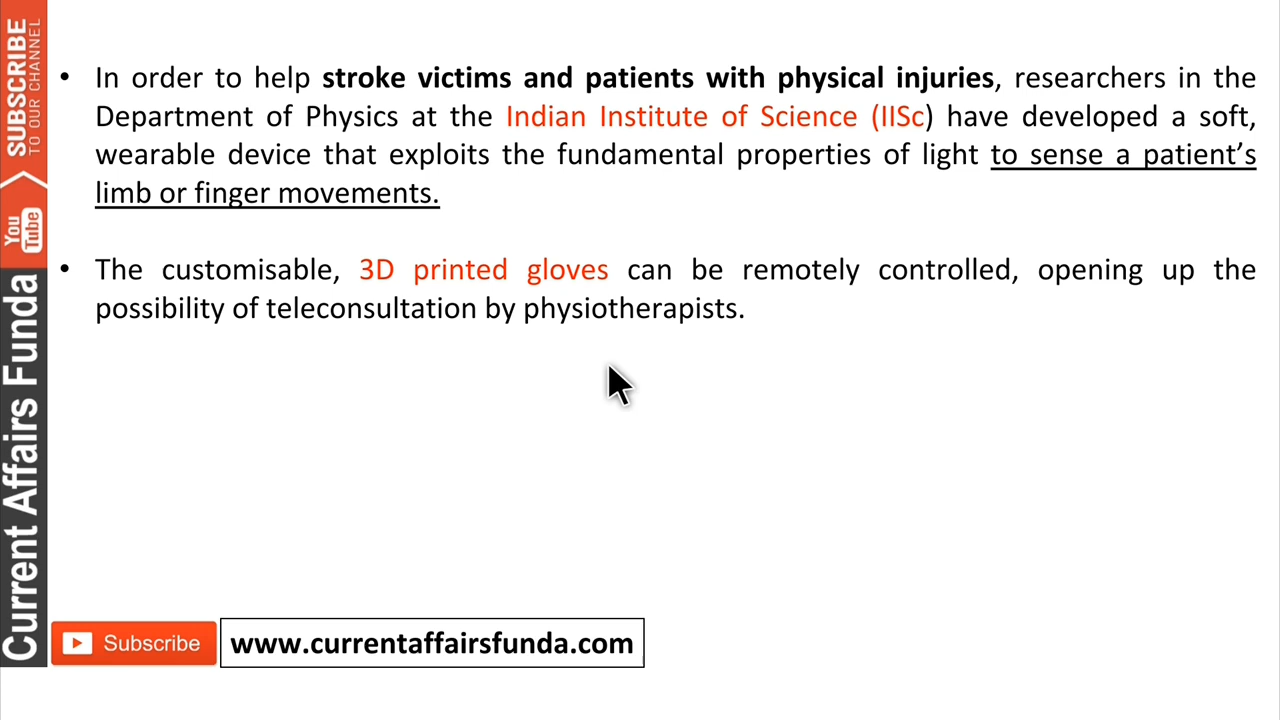 • In order to help stroke victims and patients with physical injuries, researchers in the
Department of Physics at the Indian Institute of Science (IISc) have developed a soft,
wearable device that exploits the fundamental properties of light to sense a patient’s
limb or finger movements.
• The customisable, 3D printed gloves can be remotely controlled, opening up the
possibility of teleconsultation by physiotherapists.
SUBSCRIBE
TO OUR CHANNEL
You
Tube
Current Affairs Funda
Subscribe
www.currentaffairsfunda.com